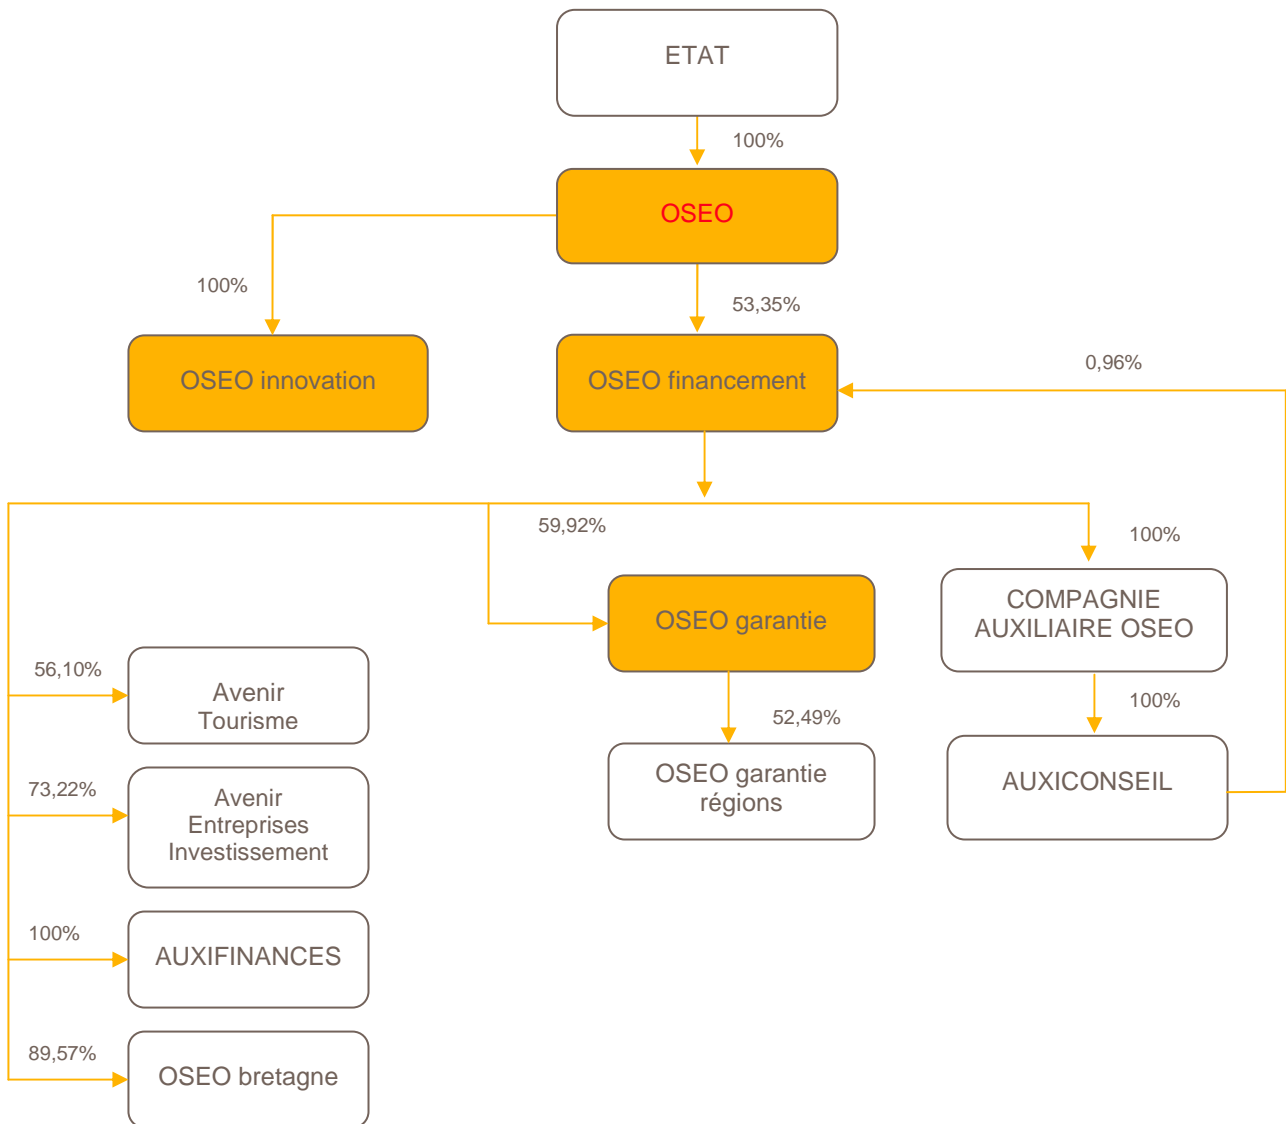 ETAT
100%
OSEO
100%
53,35%
OSEO innovation
OSEO financement
0,96%
59,92%
100%
OSEO garantie
COMPAGNIE
AUXILIAIRE OSEO
56,10%
Avenir
Tourisme
52,49%
100%
OSEO garantie
régions
AUXICONSEIL
73,22%
Avenir
Entreprises
Investissement
100%
AUXIFINANCES
89,57%
OSEO bretagne